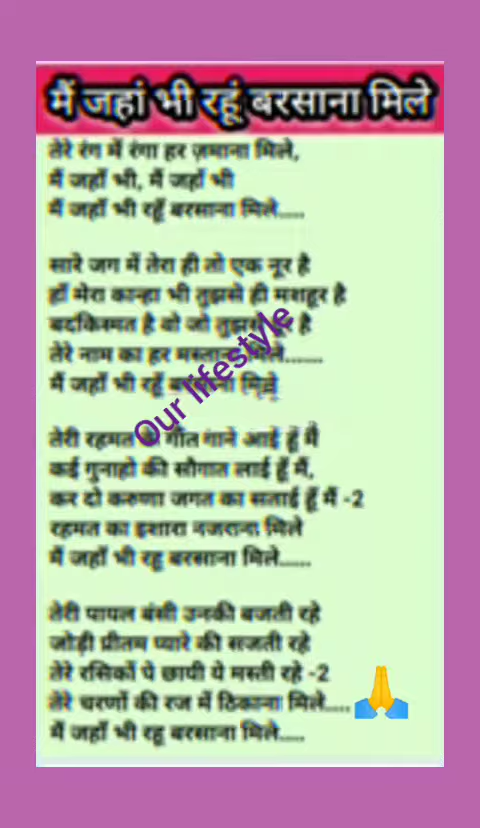 मैं जहां भी रहूं बरसाना मिले
तेरे रंग में रंगा हर ज़माना मिले,
मैं जहाँ भी, मैं जहाँ भी
मैं जहाँ भी रहूँ बरसाना मिले.....
सारे जग में तेरा ही तो एक नूर है
हाँ मेरा कान्हा भी तुझसे ही मशहूर है
बदकिस्मत है वो जो तुझसे दूर है
तेरे नाम का हर मस्ताना मिले.......
मैं जहाँ भी रहूँ बरसाना मिले
Our lifestyle
तेरी रहमत के गीत गाने आई हूँ मैं
कई गुनाहो की सौगात लाई हूँ मैं,
कर दो करुणा जगत का सताई हूँ मैं -2
रहमत का इशारा नजराना मिले
मैं जहाँ भी रहू बरसाना मिले......
तेरी पायल बंसी उनकी बजती रहे
जोड़ी प्रीतम प्यारे की सजती रहे
तेरे रसिकों पे छायी ये मस्ती रहे -2
तेरे चरणों की रज में ठिकाना मिले.....
मैं जहाँ भी रहू बरसाना मिले.....